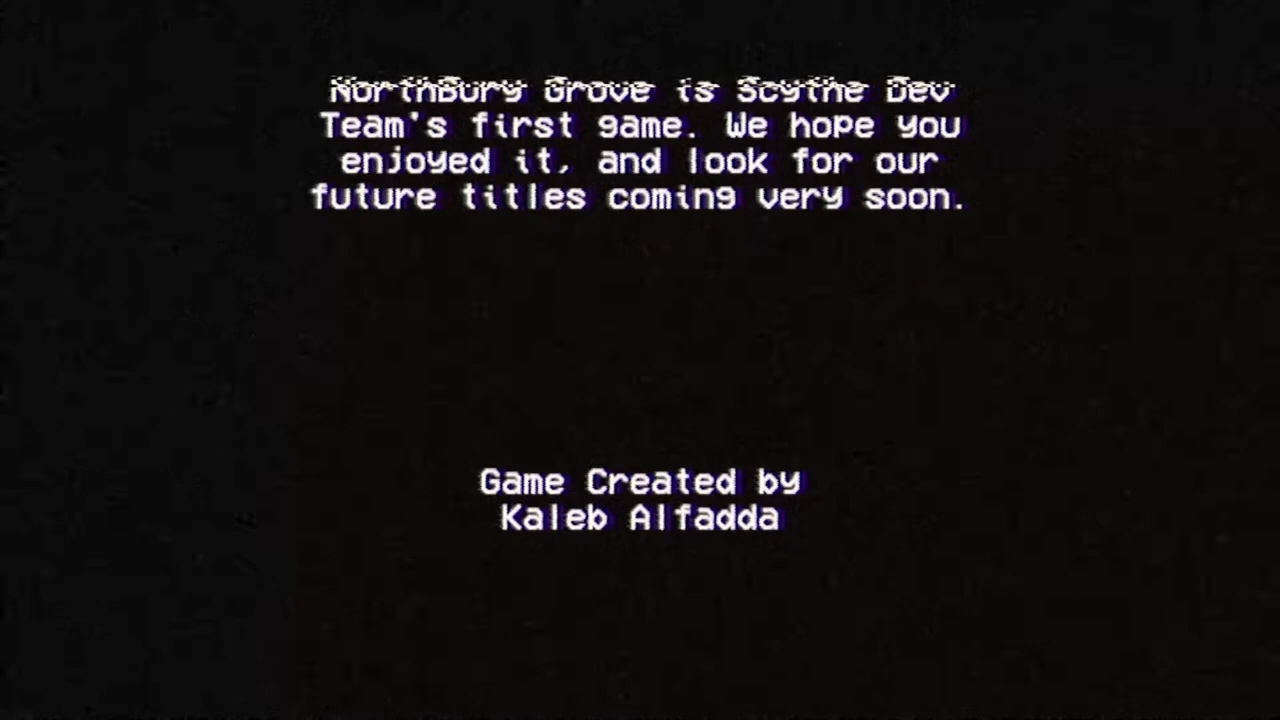 NorthBury Grove is Scythe Dev
Team's first game. We hope you
enjoyed it, and look for our
future titles coming very soon.
Game Created by
Kaleb Alfadda